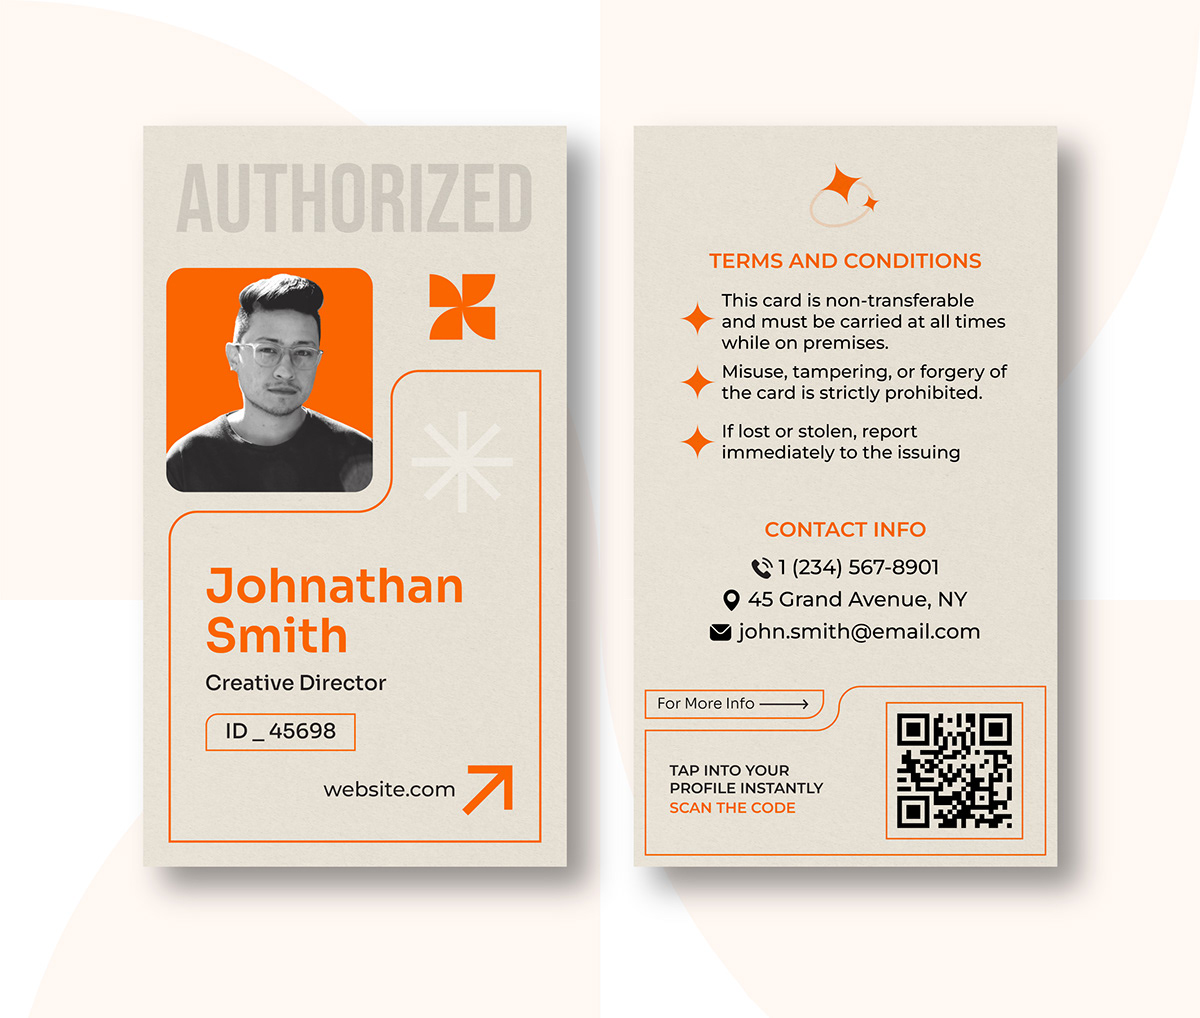 AUTHORIZED
Johnathan
Smith
Creative Director
ID _ 45698
website.com
TERMS AND CONDITIONS
This card is non-transferable
and must be carried at all times
while on premises.
Misuse, tampering, or forgery of
the card is strictly prohibited.
If lost or stolen, report
immediately to the issuing
CONTACT INFO
1 (234) 567-8901
45 Grand Avenue, NY
john.smith@email.com
For More Info
TAP INTO YOUR
PROFILE INSTANTLY
SCAN THE CODE